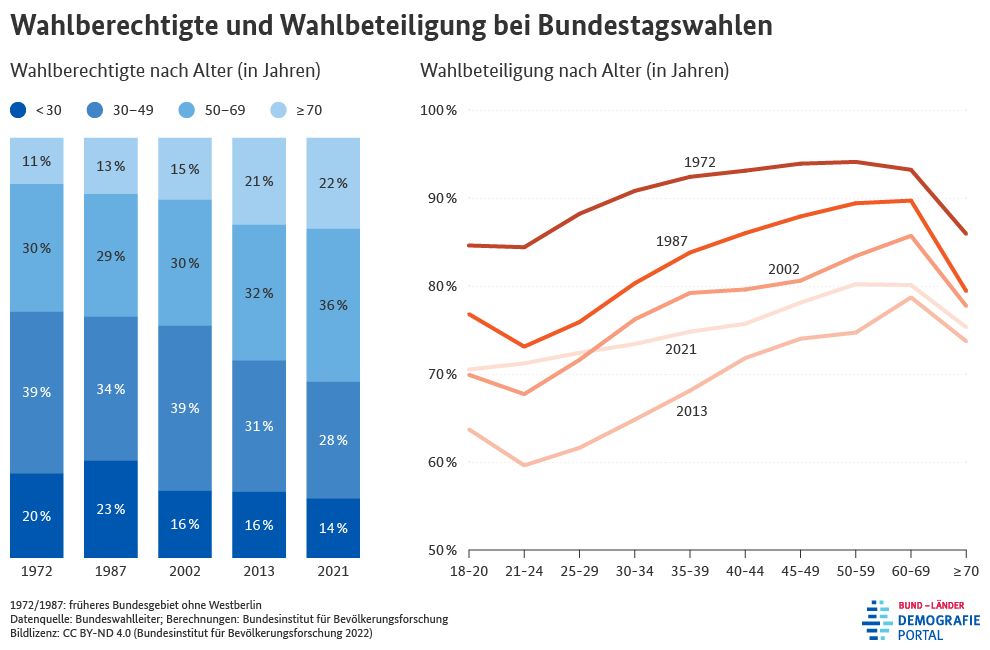 Wahlberechtigte und Wahlbeteiligung bei Bundestagswahlen
Wahlberechtigte nach Alter (in Jahren)
< 30 30–49 50–69 ≥ 70
11 % 13 % 15 % 21 % 22 %
30 % 29 % 30 % 32 % 36 %
39 % 34 % 39 % 31 % 28 %
20 % 23 % 16 % 16 % 14 %
1972 1987 2002 2013 2021
Wahlbeteiligung nach Alter (in Jahren)
100 %
90 %
80 %
70 %
60 %
50 %
1972
1987
2002
2021
2013
18–20 21–24 25–29 30–34 35–39 40–44 45–49 50–59 60–69 ≥ 70
1972/1987: früheres Bundesgebiet ohne Westberlin
Datenquelle: Bundeswahlleiter; Berechnungen: Bundesinstitut für Bevölkerungsforschung
Bildlizenz: CC BY-ND 4.0 (Bundesinstitut für Bevölkerungsforschung 2022)
BUND – LÄNDER
DEMOGRAFIE
PORTAL